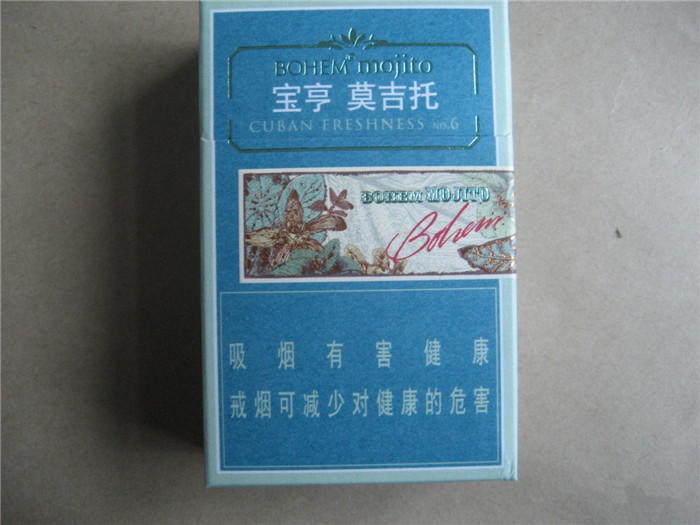 BOHEM® mojito
宝亨 莫吉托
CUBAN FRESHNESS NO.6
BOHEM MOJITO
Bohem
吸烟有害健康
戒烟可减少对健康的危害